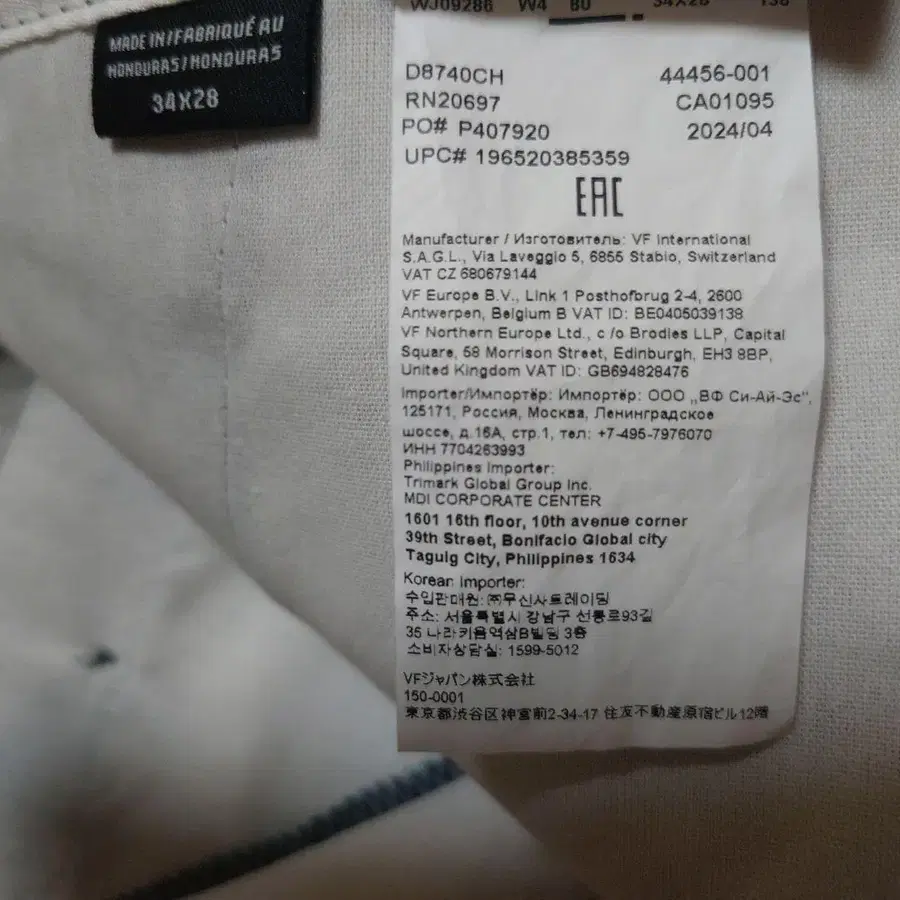 MADE IN/FABRIQUÉ AU
HONDURAS/HONDURAS
34X28
WJ09286 W4 80 34X28 138
D8740CH 44456-001
RN20697 CA01095
PO# P407920 2024/04
UPC# 196520385359
EAC
Manufacturer / Изготовитель: VF International
S.A.G.L., Via Laveggio 5, 6855 Stabio, Switzerland
VAT CZ 680679144
VF Europe B.V., Link 1 Posthofbrug 2-4, 2600
Antwerpen, Belgium B VAT ID: BE0405039138
VF Northern Europe Ltd., c /o Brodies LLP, Capital
Square, 58 Morrison Street, Edinburgh, EH3 8BP,
United Kingdom VAT ID: GB694828476
Importer/Импортёр: Импортёр: ООО „ВФ Си-Ай-Эс",
125171, Россия, Москва, Ленинградское
шоссе, д.16А, стр.1, тел: +7-495-7976070
ИНН 7704263993
Philippines Importer:
Trimark Global Group Inc.
MDI CORPORATE CENTER
1601 16th floor, 10th avenue corner
39th Street, Bonifacio Global city
Taguig City, Philippines 1634
Korean Importer:
수입판매원: ㈜무신사트레이딩
주소: 서울특별시 강남구 선릉로93길
35 나라키움역삼B빌딩 3층
소비자상담실: 1599-5012
VFジャパン株式会社
150-0001
東京都渋谷区神宮前2-34-17 住友不動産原宿ビル12階